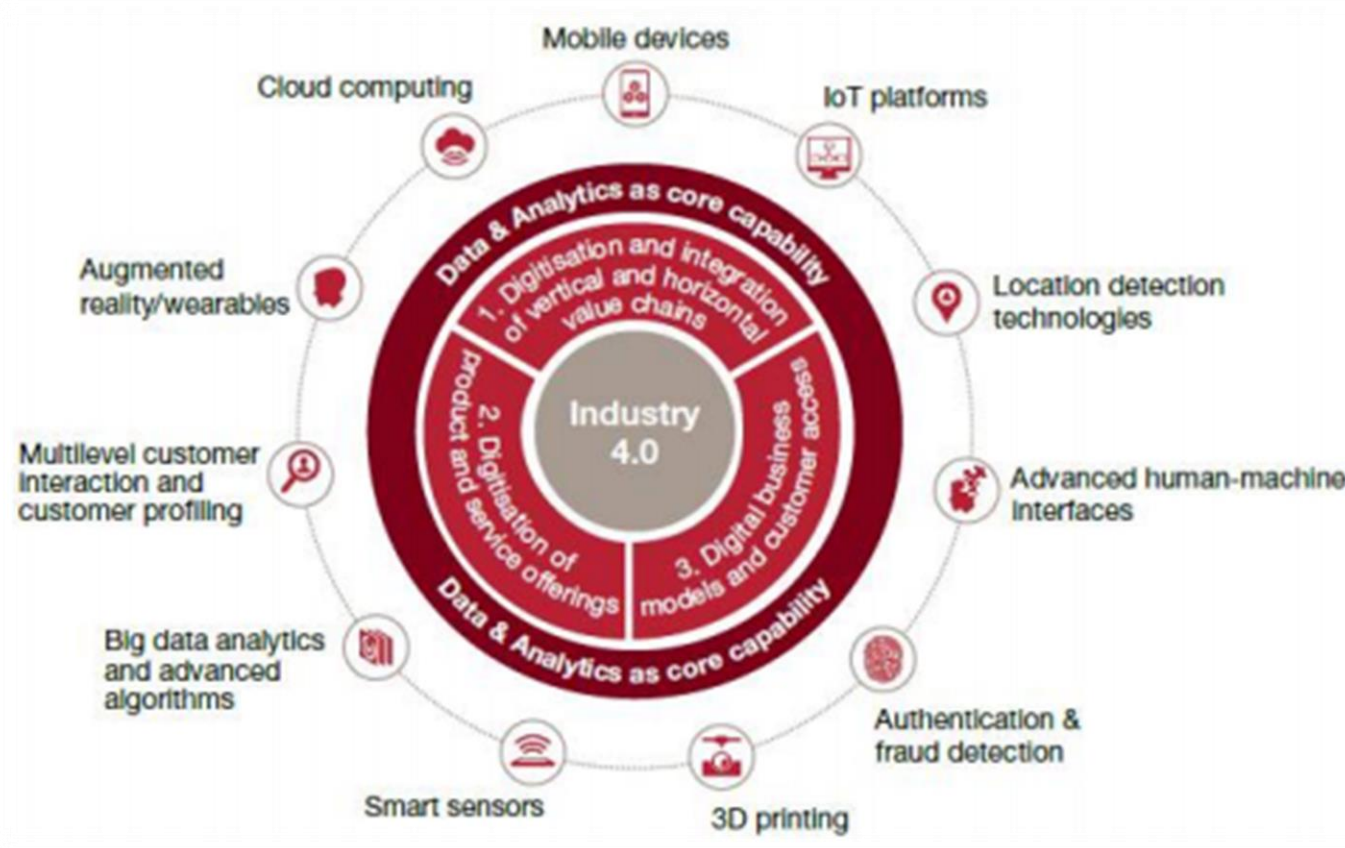 Mobile devices
Cloud computing
IoT platforms
Data & Analytics as core capability
1. Digitisation and integration
of vertical and horizontal
value chains
Augmented
reality/wearables
Location detection
technologies
Industry
4.0
2. Digitisation of
product and service offerings
3. Digital business
models and customer access
Multilevel customer
interaction and
customer profiling
Advanced human-machine
interfaces
Data & Analytics as core capability
Big data analytics
and advanced
algorithms
Authentication &
fraud detection
Smart sensors
3D printing